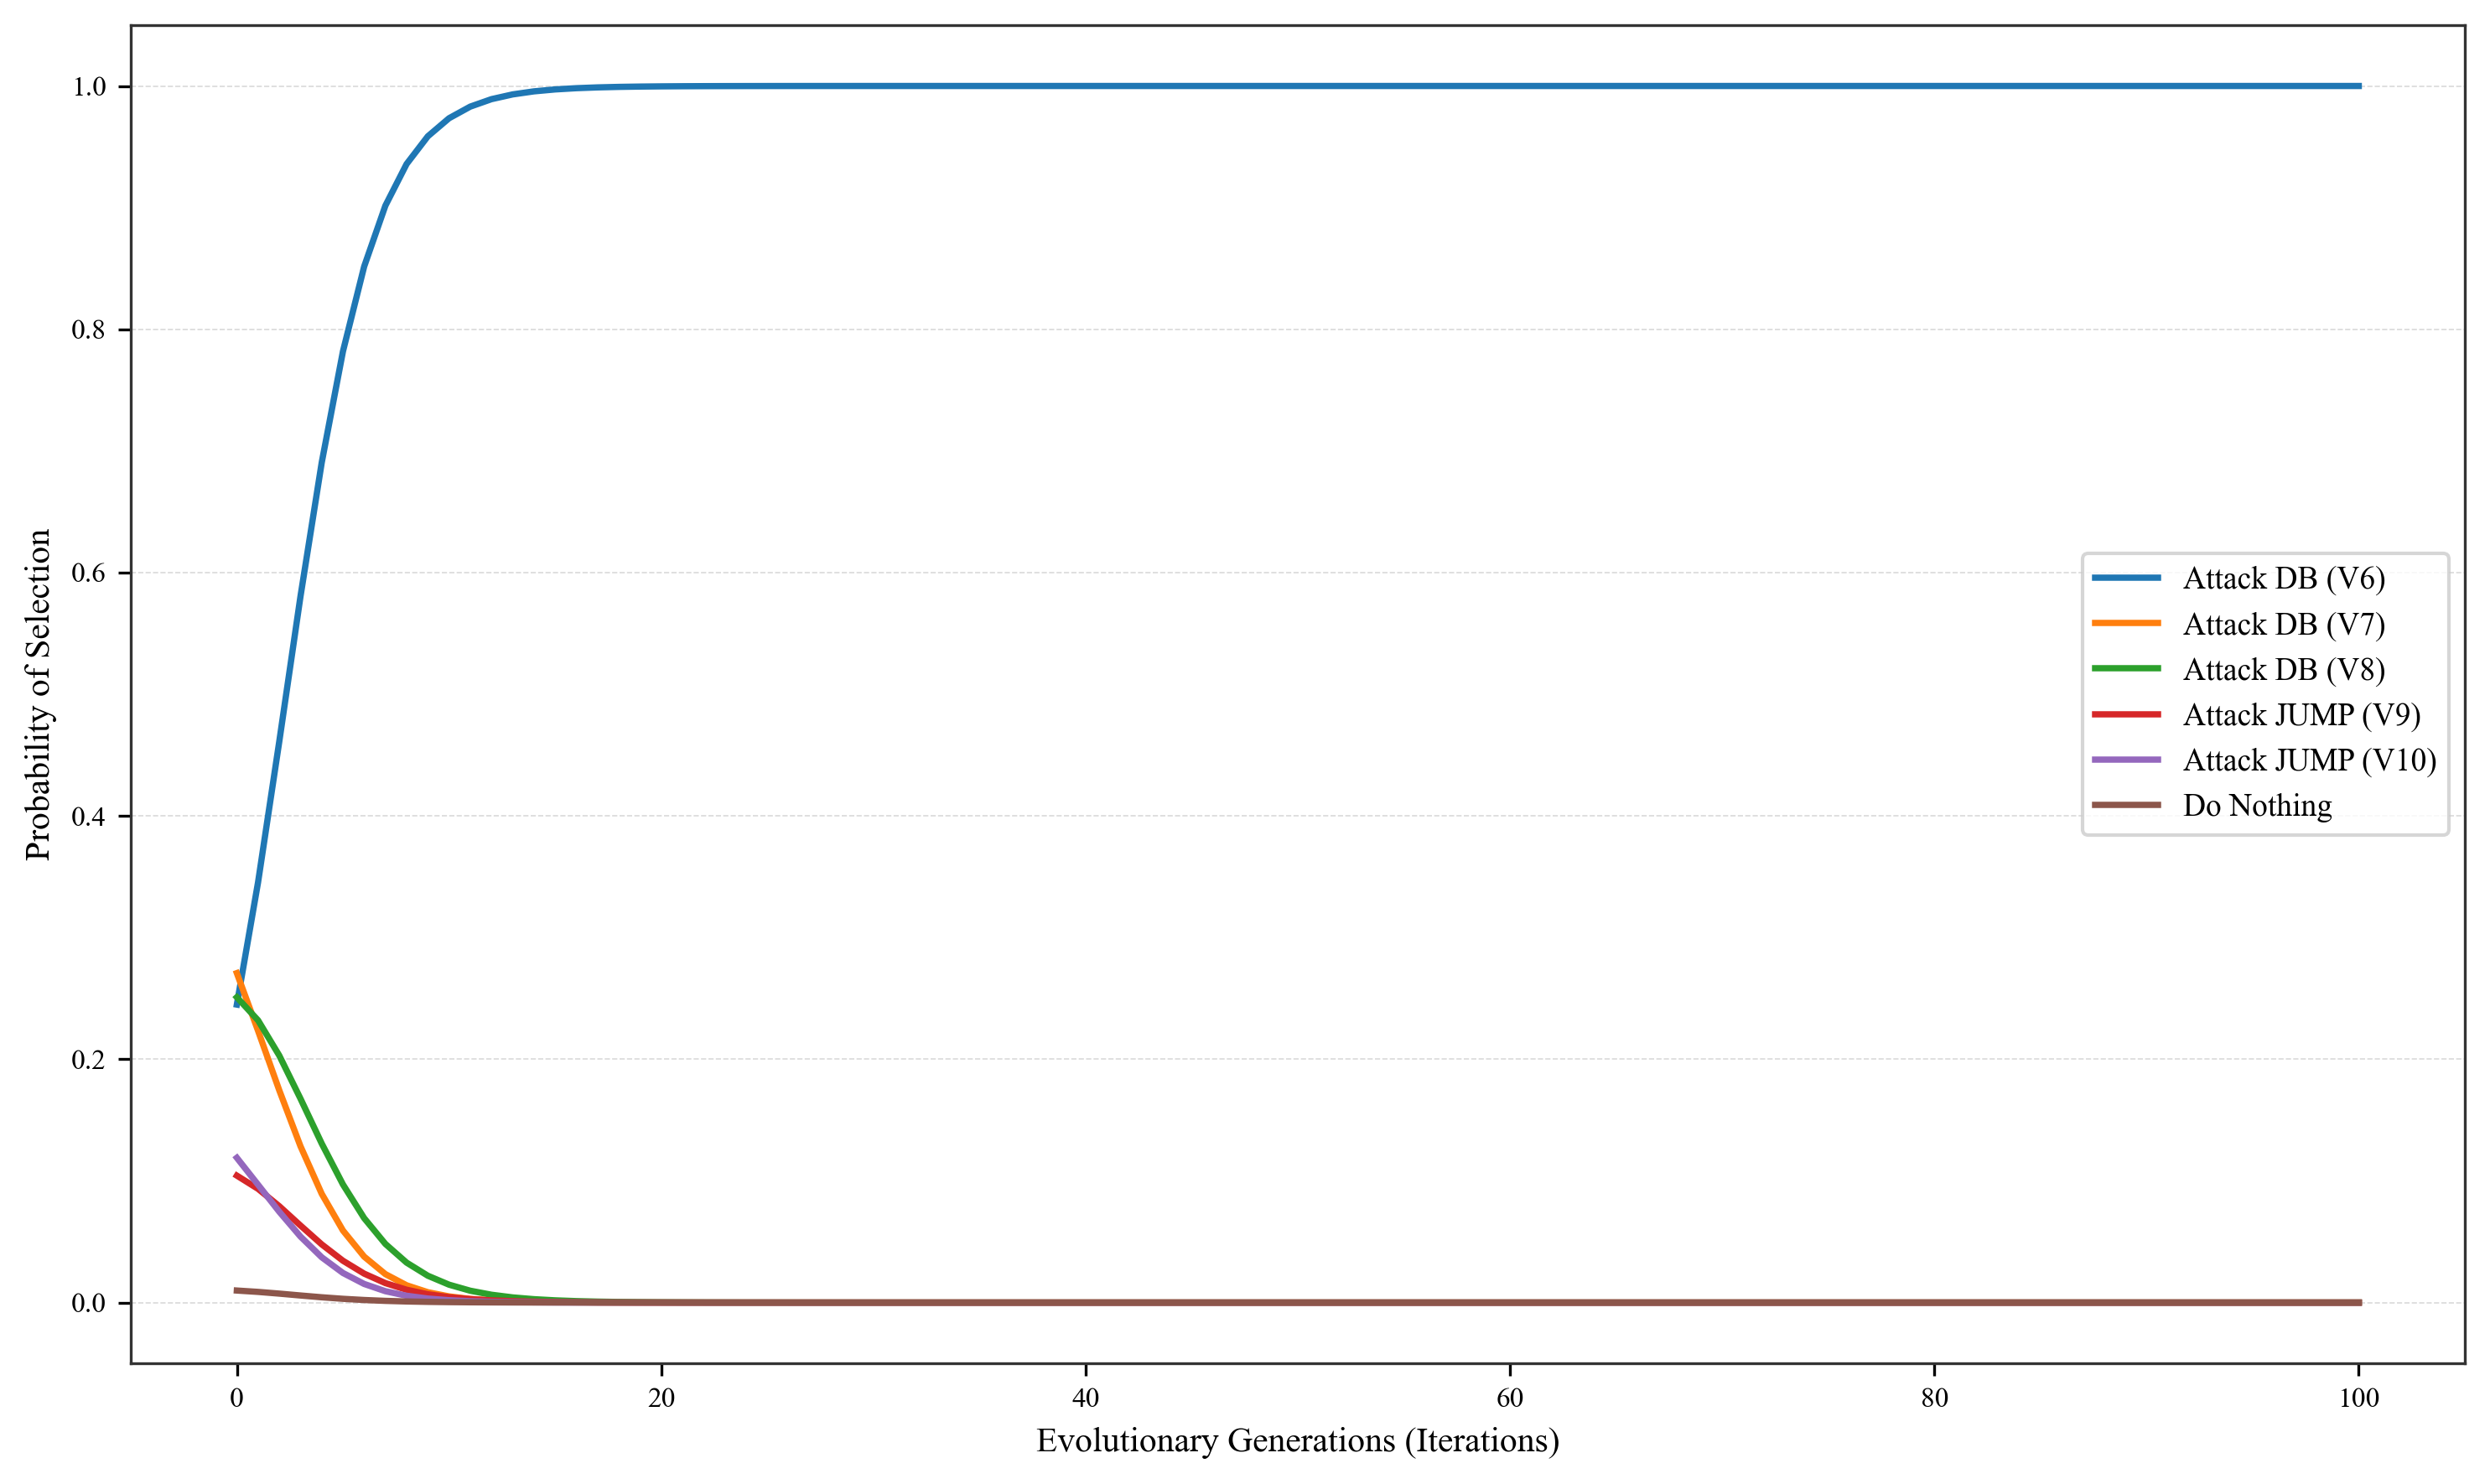 1.0
0.8
0.6
0.4
0.2
0.0
Probability of Selection
Attack DB (V6)
Attack DB (V7)
Attack DB (V8)
Attack JUMP (V9)
Attack JUMP (V10)
Do Nothing
0 20 40 60 80 100
Evolutionary Generations (Iterations)